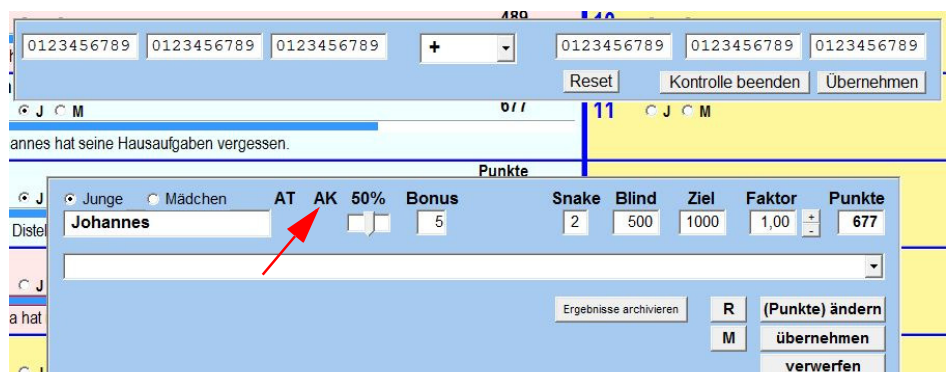 489 10
0123456789 0123456789 0123456789 + 0123456789 0123456789 0123456789
Reset Kontrolle beenden Übernehmen
J M 677 11 J M
annes hat seine Hausaufgaben vergessen.
Punkte
J Junge Mädchen AT AK 50% Bonus Snake Blind Ziel Faktor Punkte
Johannes 5 2 500 1000 1,00 + - 677
Distel
J
Ergebnisse archivieren R (Punkte) ändern
a hat
M übernehmen
verwerfen